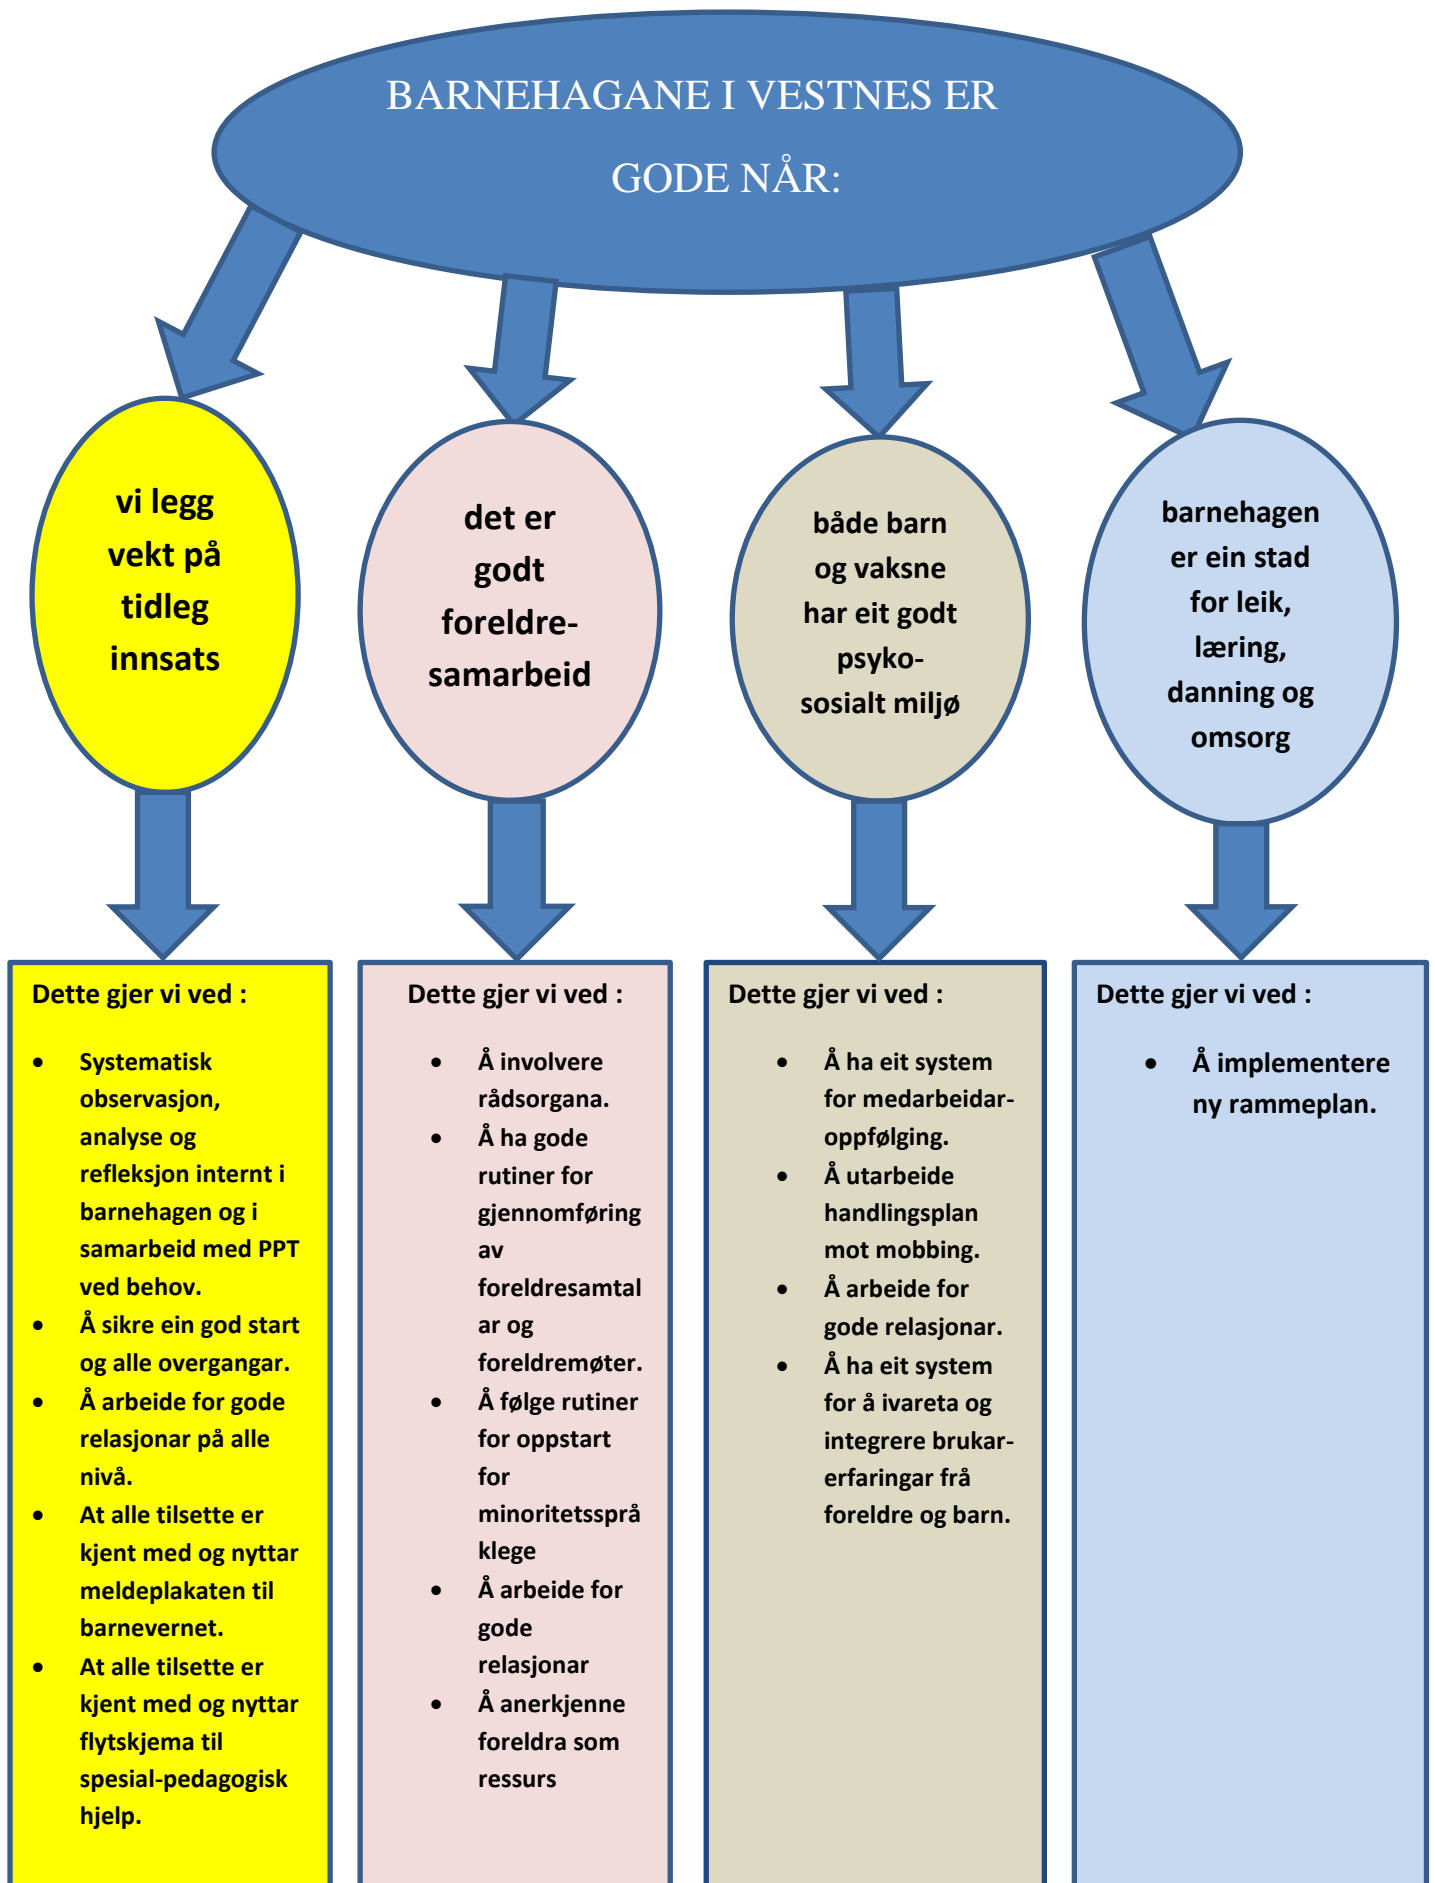 BARNEHAGANE I VESTNES ER
GODE NÅR:
vi legg
vekt på
tidleg
innsats
det er
godt
foreldre-
samarbeid
både barn
og vaksne
har eit godt
psyko-
sosialt miljø
barnehagen
er ein stad
for leik,
læring,
danning og
omsorg
Dette gjer vi ved :
• Systematisk
observasjon,
analyse og
refleksjon internt i
barnehagen og i
samarbeid med PPT
ved behov.
• Å sikre ein god start
og alle overgangar.
• Å arbeide for gode
relasjonar på alle
nivå.
• At alle tilsette er
kjent med og nyttar
meldeplakaten til
barnevernet.
• At alle tilsette er
kjent med og nyttar
flytskjema til
spesial-pedagogisk
hjelp.
Dette gjer vi ved :
• Å involvere
rådsorgana.
• Å ha gode
rutiner for
gjennomføring
av
foreldresamtal
ar og
foreldremøter.
• Å følge rutiner
for oppstart
for
minoritetssprå
klege
• Å arbeide for
gode
relasjonar
• Å anerkjenne
foreldra som
ressurs
Dette gjer vi ved :
• Å ha eit system
for medarbeidar-
oppfølging.
• Å utarbeide
handlingsplan
mot mobbing.
• Å arbeide for
gode relasjonar.
• Å ha eit system
for å ivareta og
integrere brukar-
erfaringar frå
foreldre og barn.
Dette gjer vi ved :
• Å implementere
ny rammeplan.